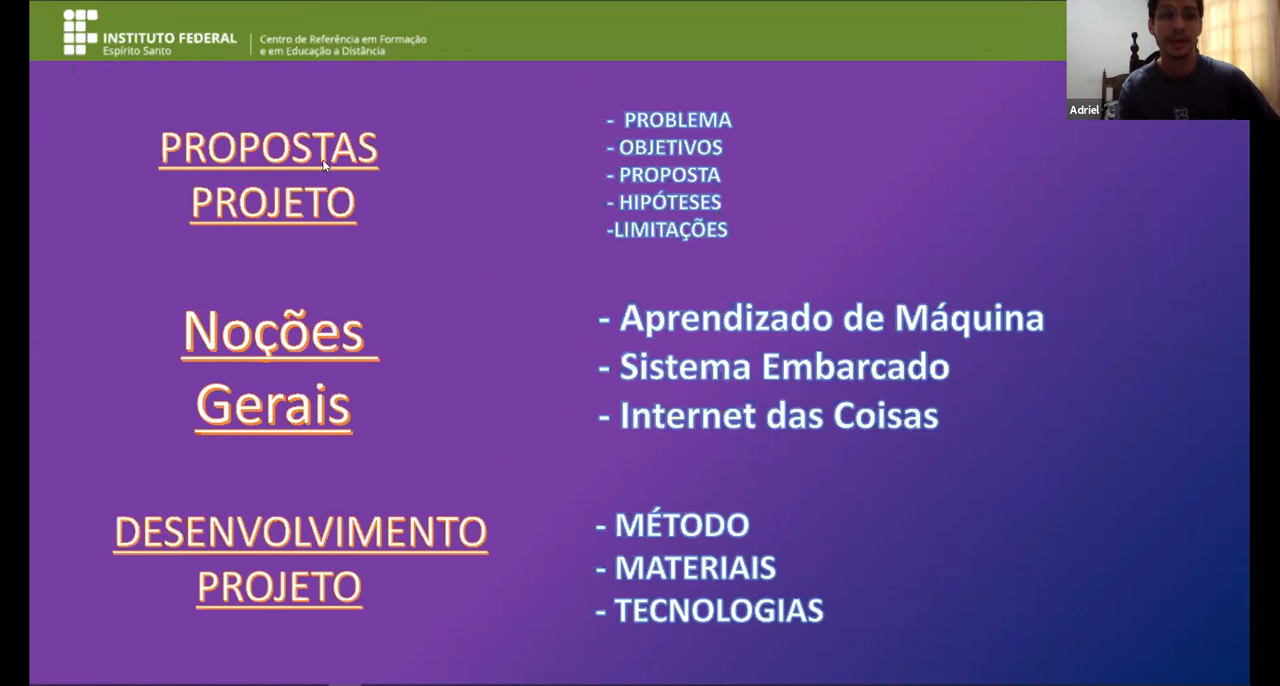 INSTITUTO FEDERAL
Espírito Santo
Centro de Referência em Formação
e em Educação a Distância
Adriel
PROPOSTAS
PROJETO
- PROBLEMA
- OBJETIVOS
- PROPOSTA
- HIPÓTESES
-LIMITAÇÕES
Noções
Gerais
- Aprendizado de Máquina
- Sistema Embarcado
- Internet das Coisas
DESENVOLVIMENTO
PROJETO
- MÉTODO
- MATERIAIS
- TECNOLOGIAS